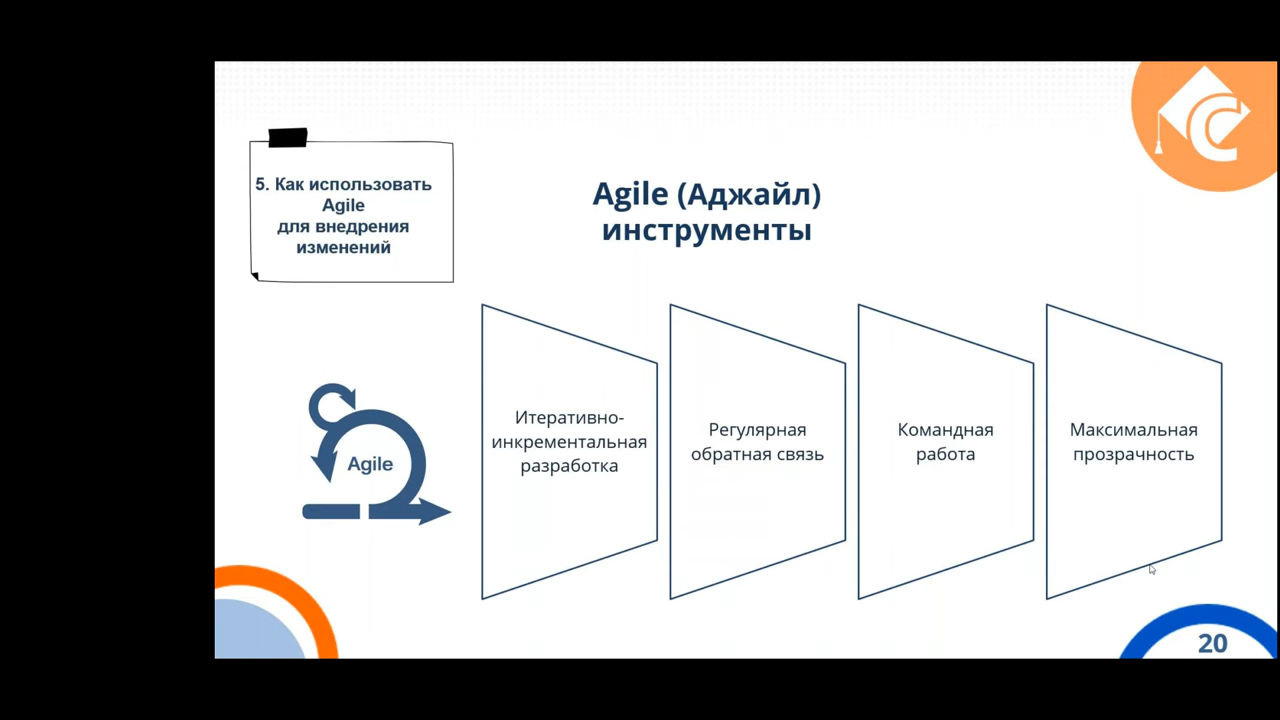 5. Как использовать
Agile
для внедрения
изменений
Agile (Аджайл)
инструменты
Agile
Итеративно-
инкрементальная
разработка
Регулярная
обратная связь
Командная
работа
Максимальная
прозрачность
C
20